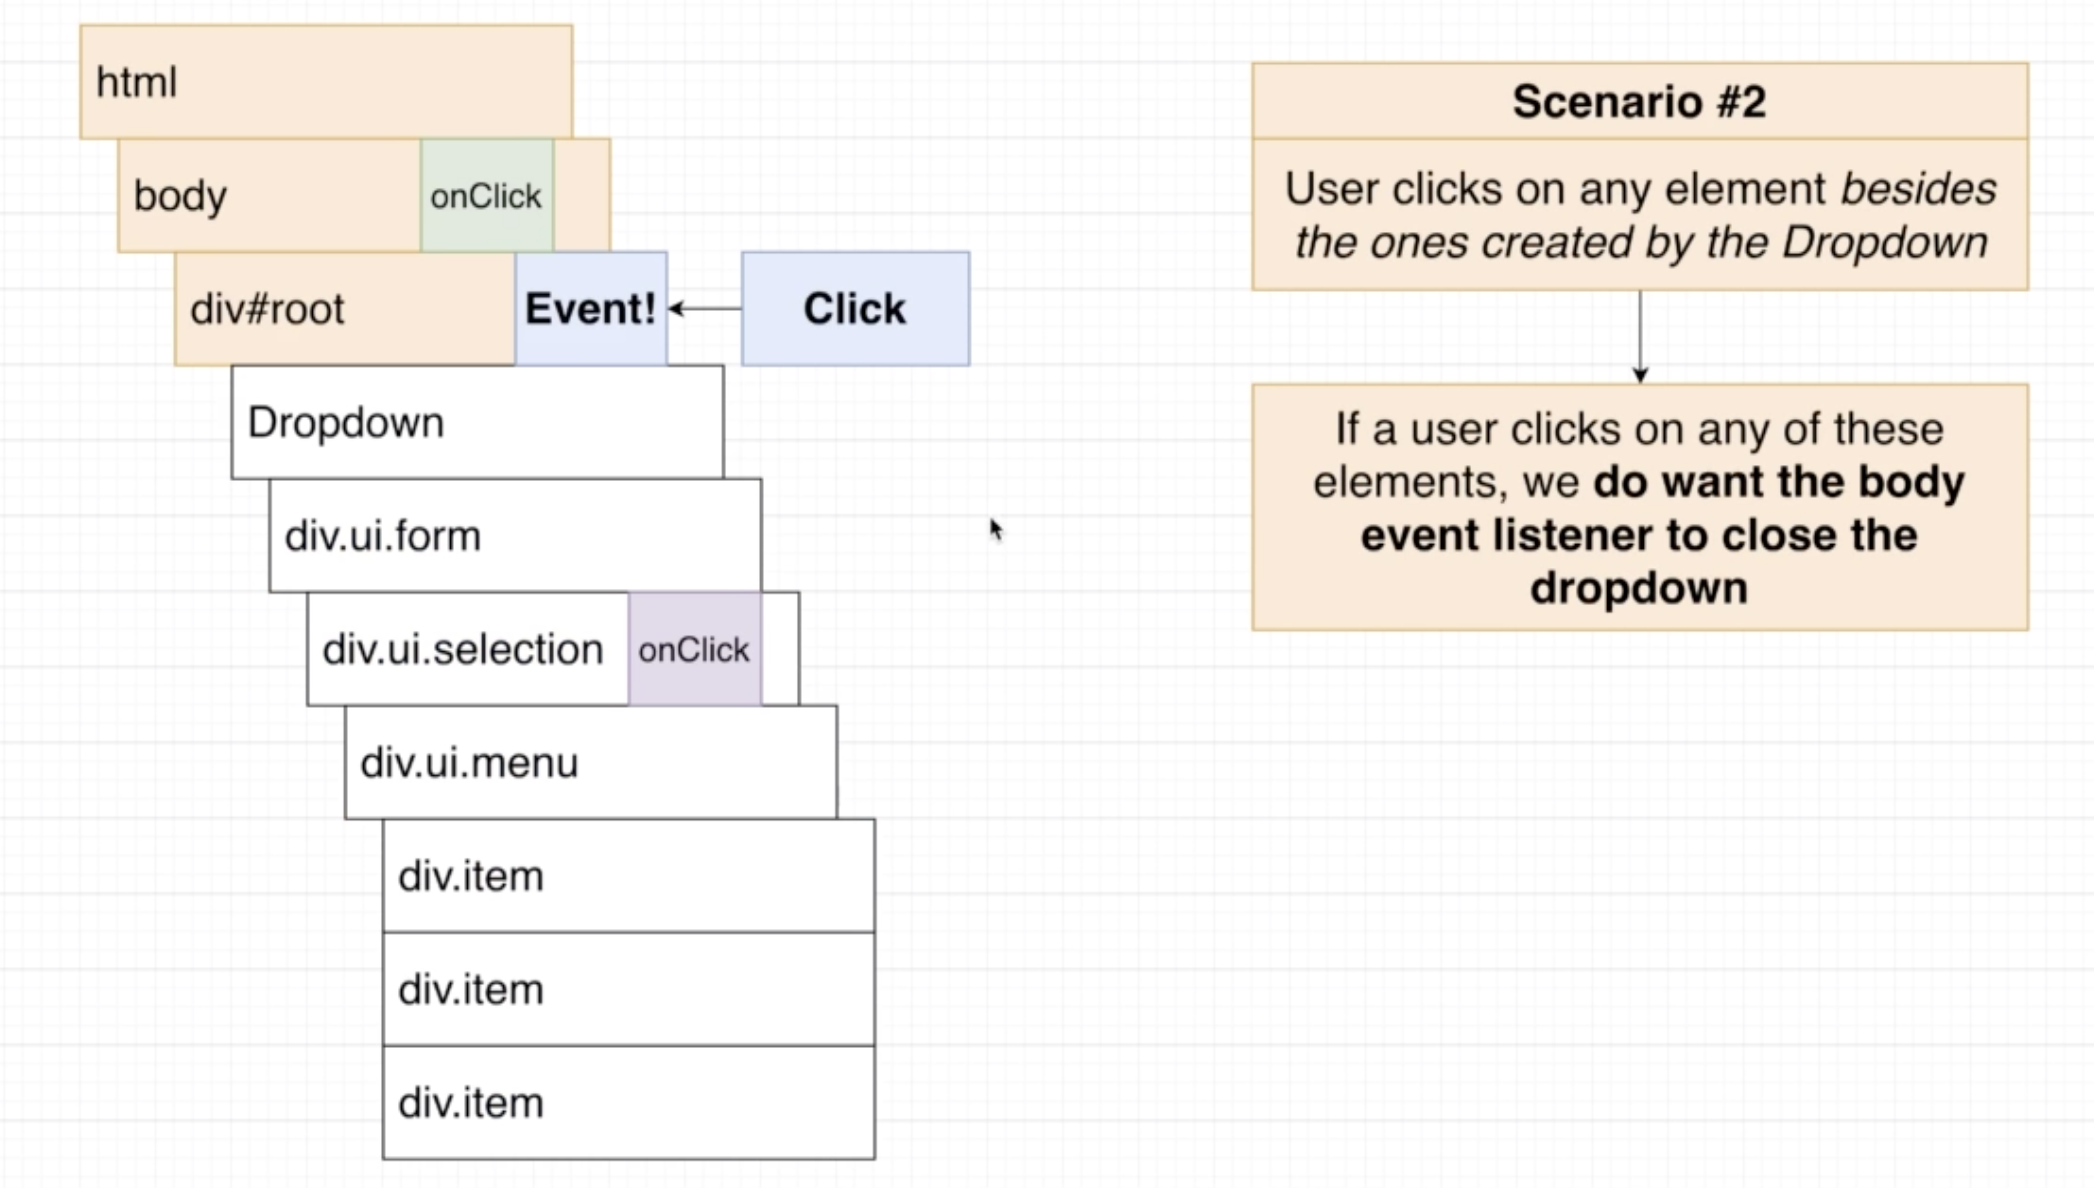 html
body
onClick
div#root
Event!
Click
Dropdown
div.ui.form
div.ui.selection
onClick
div.ui.menu
div.item
div.item
div.item
Scenario #2
User clicks on any element besides
the ones created by the Dropdown
If a user clicks on any of these
elements, we do want the body
event listener to close the
dropdown